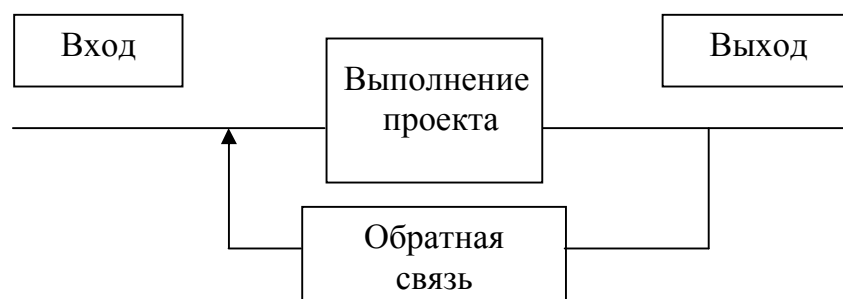 Вход
Выполнение
проекта
Выход
Обратная
связь